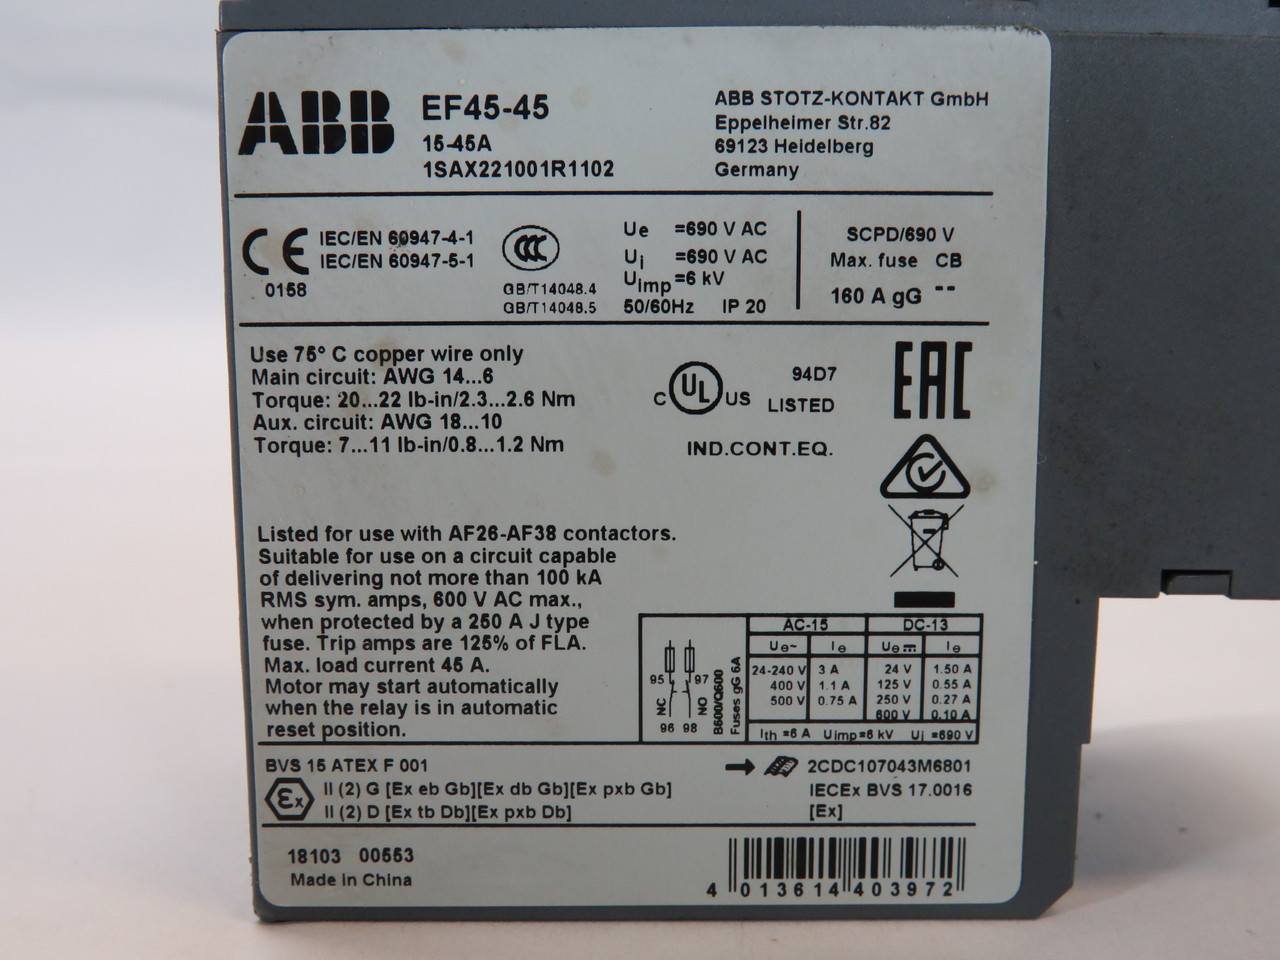 ABB
EF45-45
15-45A
1SAX221001R1102
ABB STOTZ-KONTAKT GmbH
Eppelheimer Str.82
69123 Heidelberg
Germany
CE
0158
IEC/EN 60947-4-1
IEC/EN 60947-5-1
CCC
GB/T14048.4
GB/T14048.5
Ue =690 V AC
Ui =690 V AC
Uimp=6 kV
50/60Hz IP 20
SCPD/690 V
Max. fuse CB
160 A gG --
Use 75° C copper wire only
Main circuit: AWG 14...6
Torque: 20...22 lb-in/2.3...2.6 Nm
Aux. circuit: AWG 18...10
Torque: 7...11 lb-in/0.8...1.2 Nm
C UL US
94D7
LISTED
IND.CONT.EQ.
EAC
Listed for use with AF26-AF38 contactors.
Suitable for use on a circuit capable
of delivering not more than 100 kA
RMS sym. amps, 600 V AC max.,
when protected by a 250 A J type
fuse. Trip amps are 125% of FLA.
Max. load current 45 A.
Motor may start automatically
when the relay is in automatic
reset position.
95 97
NC NO
96 98
B600/Q600
Fuses gG 6A
AC-15 DC-13
Ue~ Ie Ue⎓ Ie
24-240 V 3 A 24 V 1.50 A
400 V 1.1 A 125 V 0.55 A
500 V 0.75 A 250 V 0.27 A
600 V 0.10 A
Ith =6 A Uimp=6 kV Ui =690 V
BVS 15 ATEX F 001
Ex
II (2) G [Ex eb Gb][Ex db Gb][Ex pxb Gb]
II (2) D [Ex tb Db][Ex pxb Db]
2CDC107043M6801
IECEx BVS 17.0016
[Ex]
18103 00553
Made in China
4 013614 403972